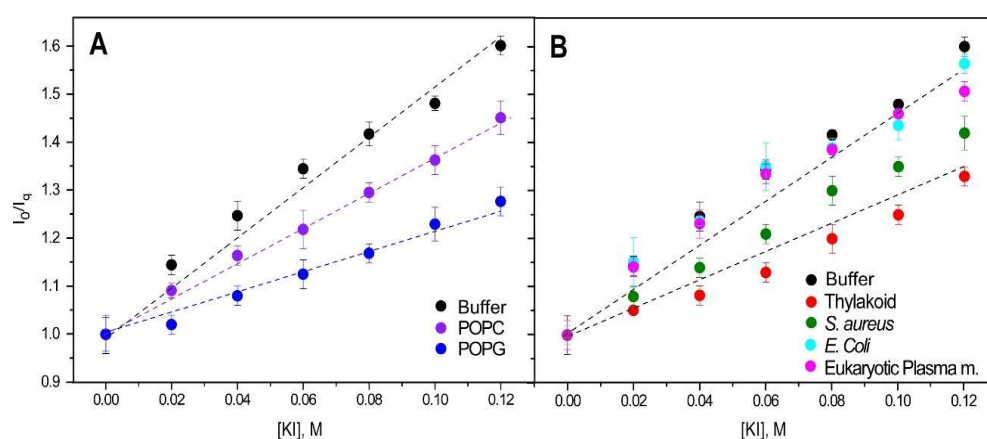 A
B
I0/Iq
1.6
1.5
1.4
1.3
1.2
1.1
1.0
0.9
Buffer
POPC
POPG
Buffer
Thylakoid
S. aureus
E. Coli
Eukaryotic Plasma m.
0.00 0.02 0.04 0.06 0.08 0.10 0.12
0.00 0.02 0.04 0.06 0.08 0.10 0.12
[KI], M
[KI], M